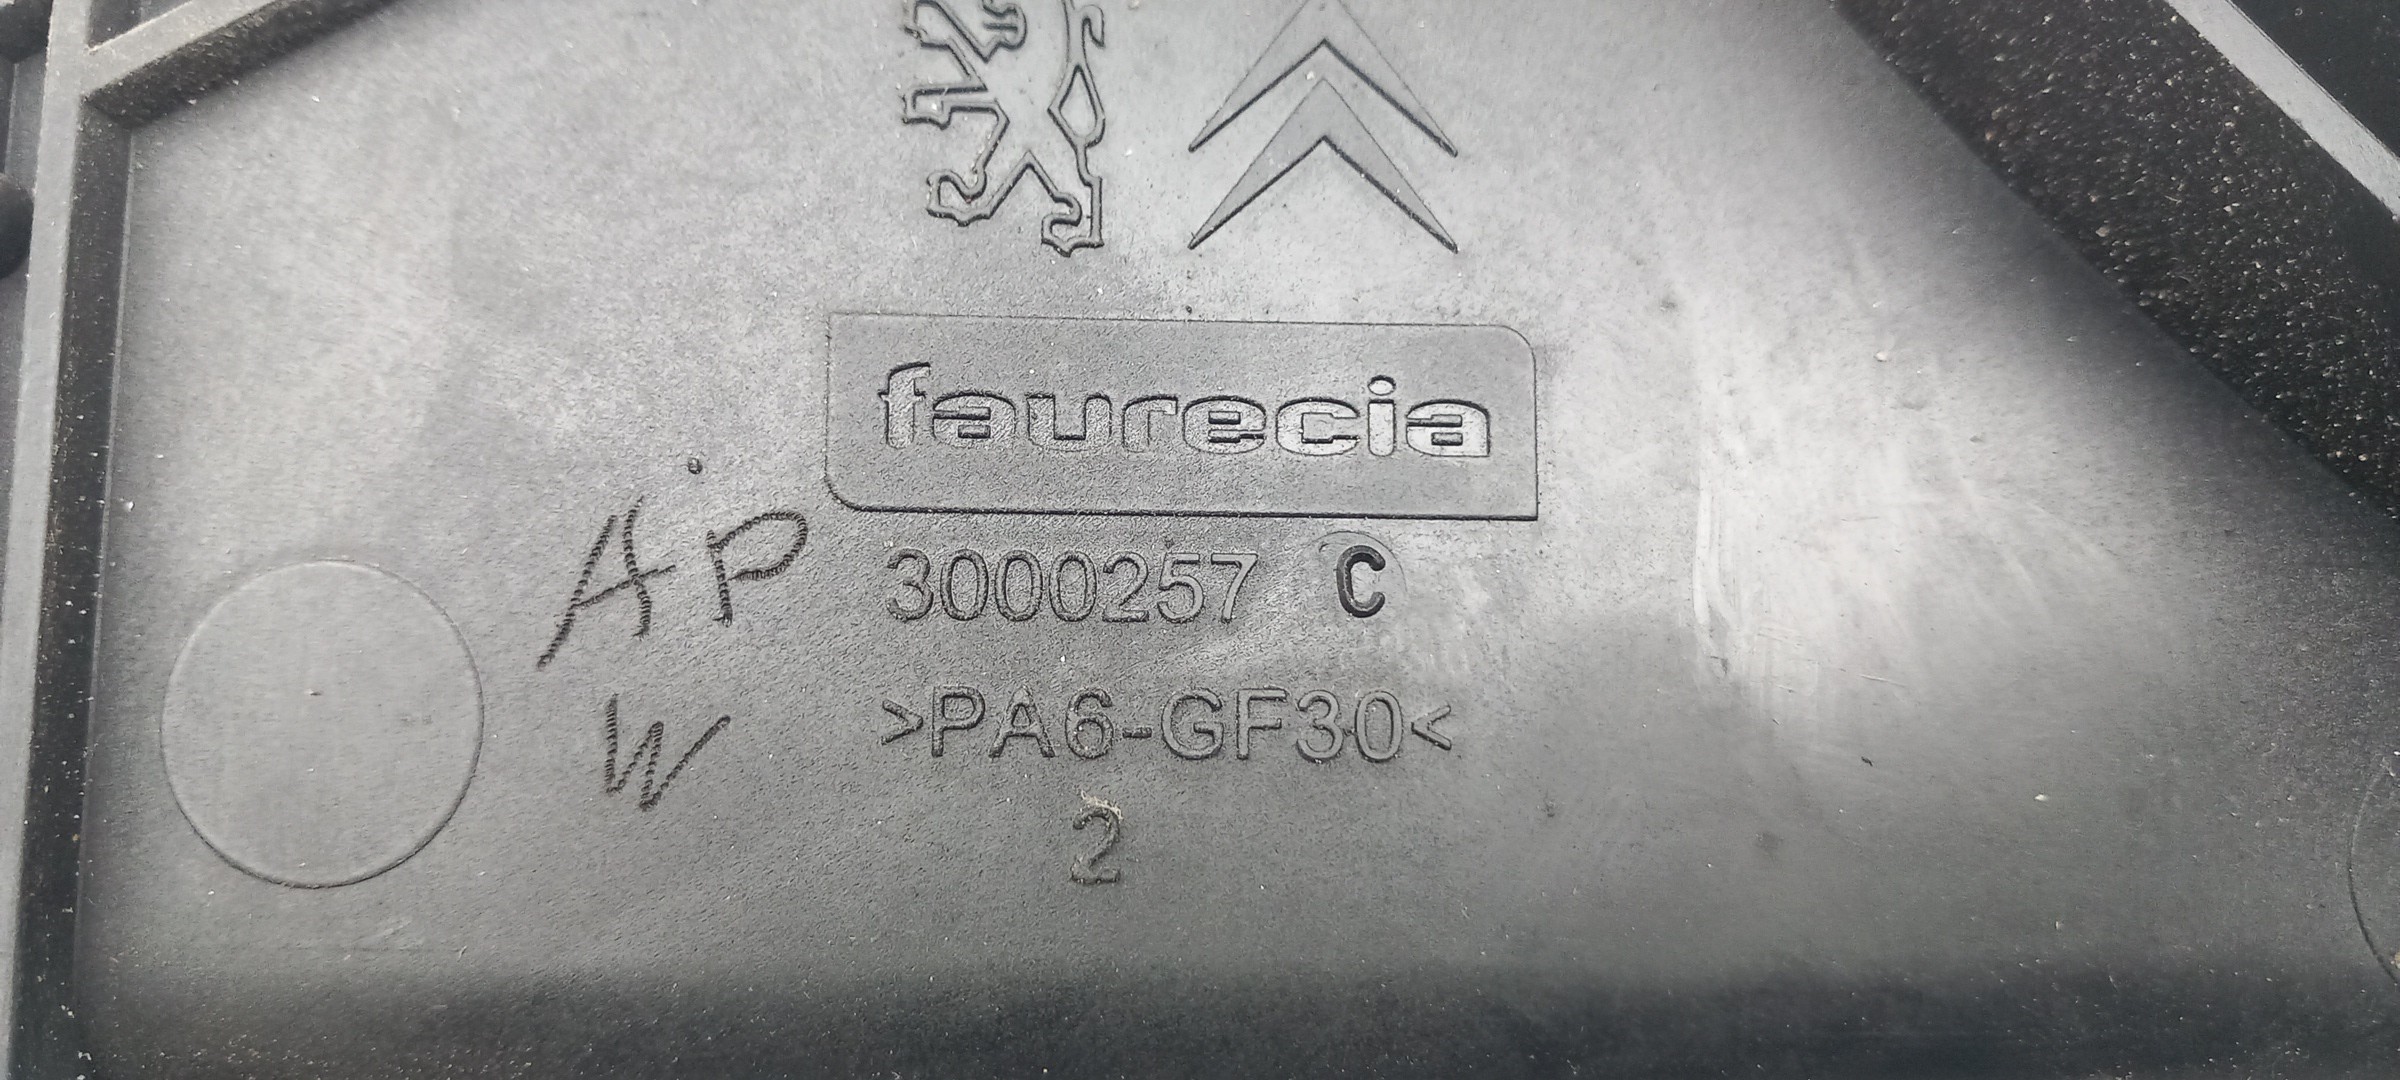 faurecia
3000257 C
AP
W
>PA6-GF30<
2